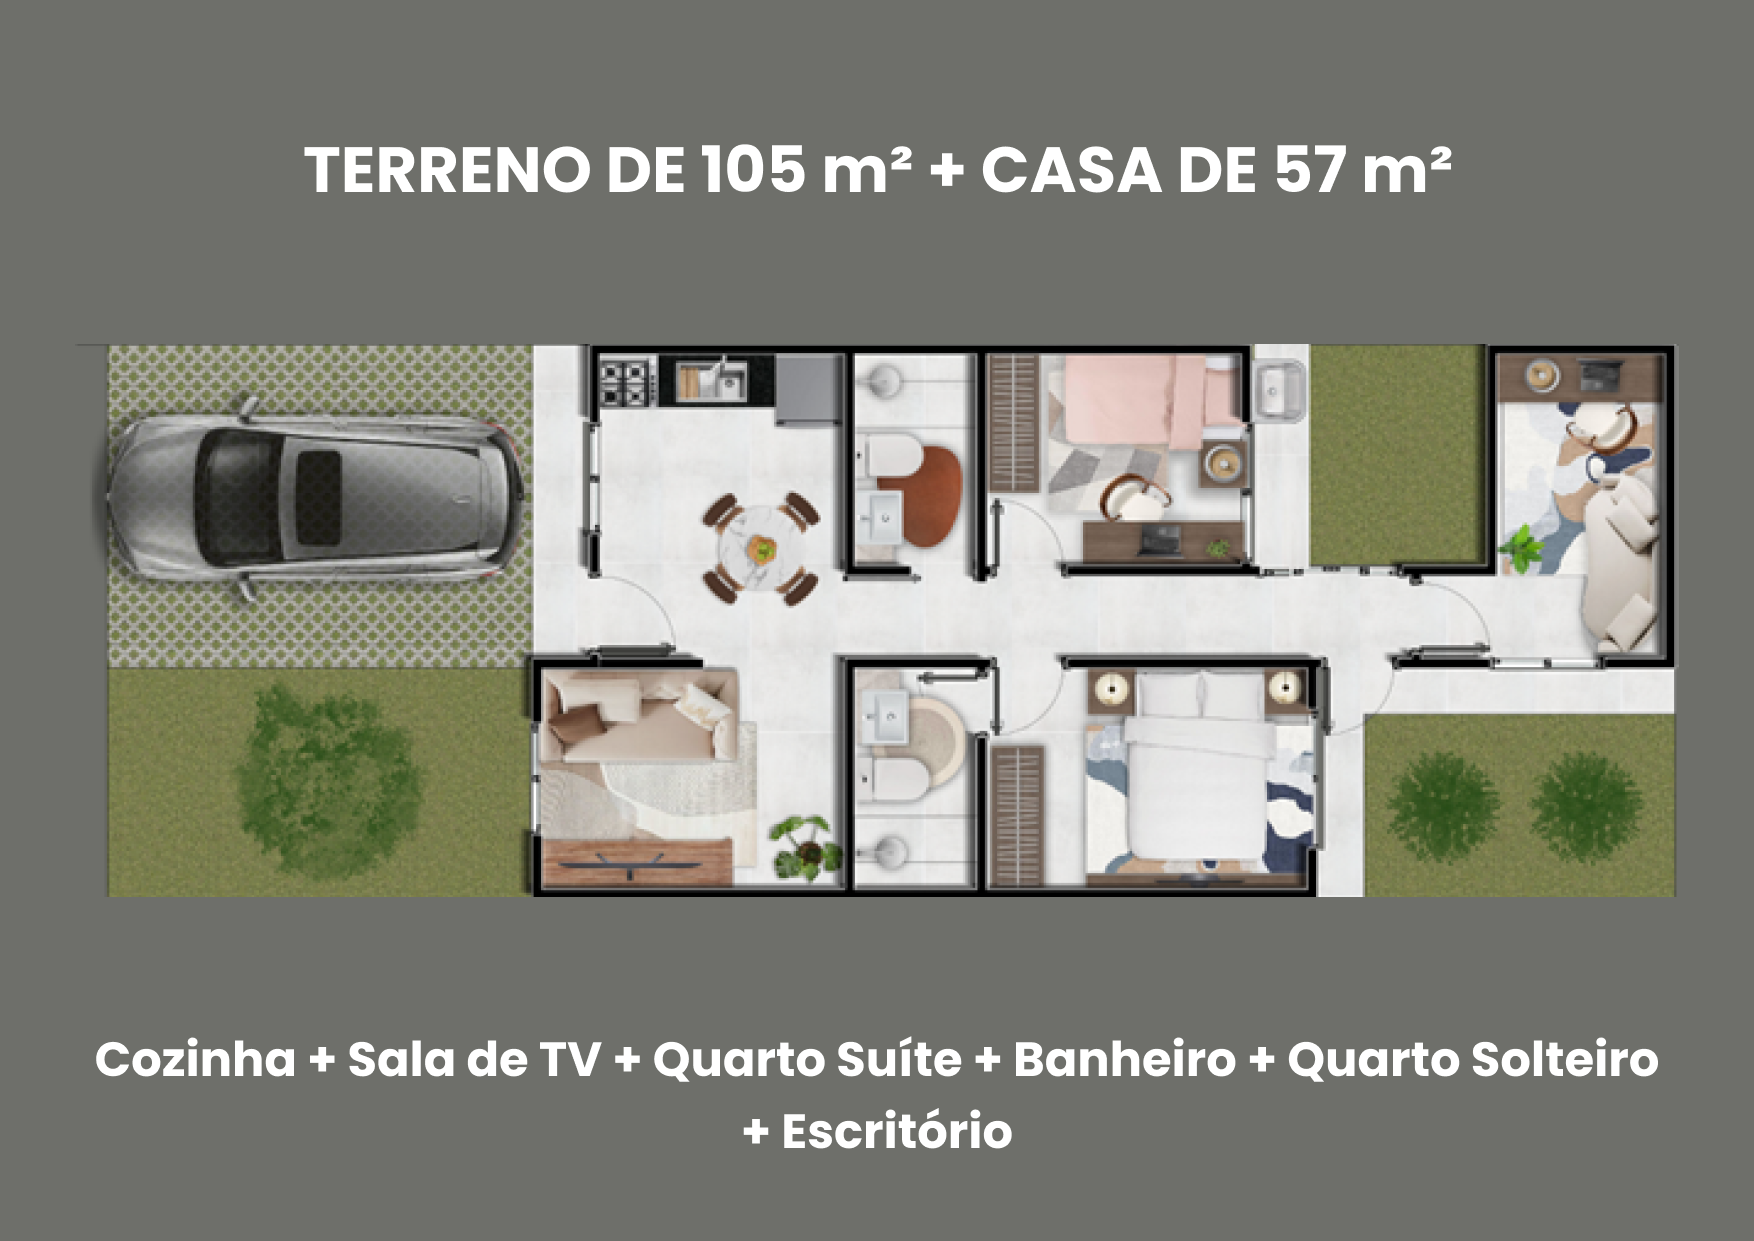 TERRENO DE 105 m² + CASA DE 57 m²
Cozinha + Sala de TV + Quarto Suíte + Banheiro + Quarto Solteiro
+ Escritório